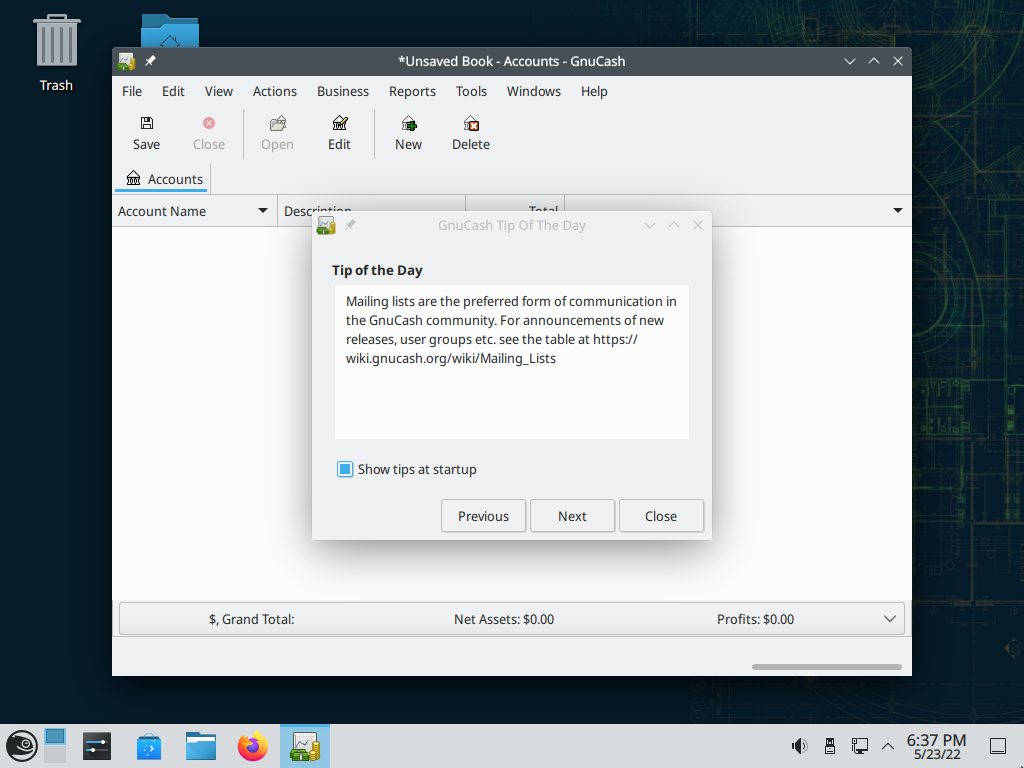 Trash
*Unsaved Book - Accounts - GnuCash
File Edit View Actions Business Reports Tools Windows Help
Save Close Open Edit New Delete
Accounts
Account Name Description Total
GnuCash Tip Of The Day
Tip of the Day
Mailing lists are the preferred form of communication in
the GnuCash community. For announcements of new
releases, user groups etc. see the table at https://
wiki.gnucash.org/wiki/Mailing_Lists
Show tips at startup
Previous Next Close
$, Grand Total: Net Assets: $0.00 Profits: $0.00
6:37 PM
5/23/22